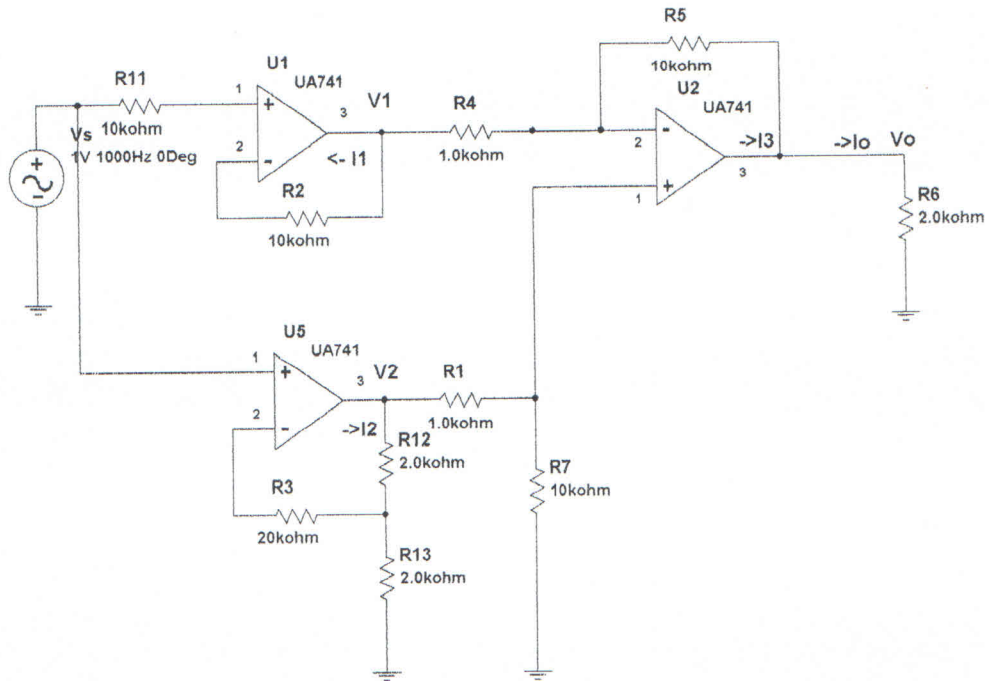 R5
10kohm
U2
UA741
U1
UA741
R11
10kohm
1
+
3
V1
R4
1.0kohm
-
2
->I3
->Io
Vo
3
+
1
R6
2.0kohm
Vs
1V 1000Hz 0Deg
+
-
2
-
<- I1
R2
10kohm
U5
UA741
1
+
3
V2
R1
1.0kohm
2
-
->I2
R12
2.0kohm
R3
20kohm
R7
10kohm
R13
2.0kohm